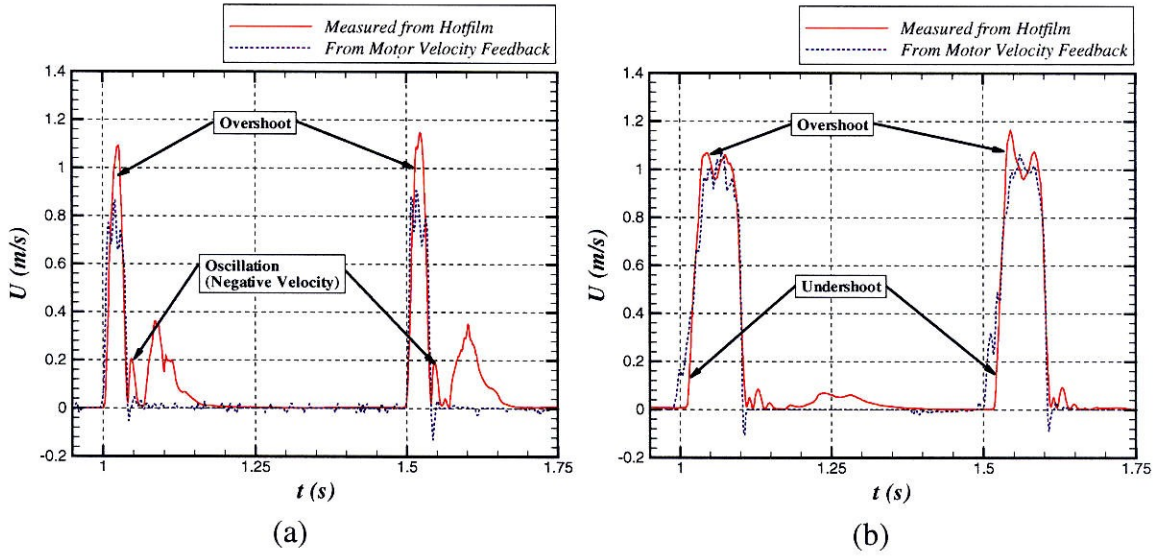 Measured from Hotfilm
From Motor Velocity Feedback
1.4
1.2
1
0.8
0.6
0.4
0.2
0
-0.2
U (m/s)
Overshoot
Oscillation
(Negative Velocity)
1
1.25
1.5
1.75
t (s)
(a)
Measured from Hotfilm
From Motor Velocity Feedback
1.4
1.2
1
0.8
0.6
0.4
0.2
0
-0.2
U (m/s)
Overshoot
Undershoot
1
1.25
1.5
1.75
t (s)
(b)